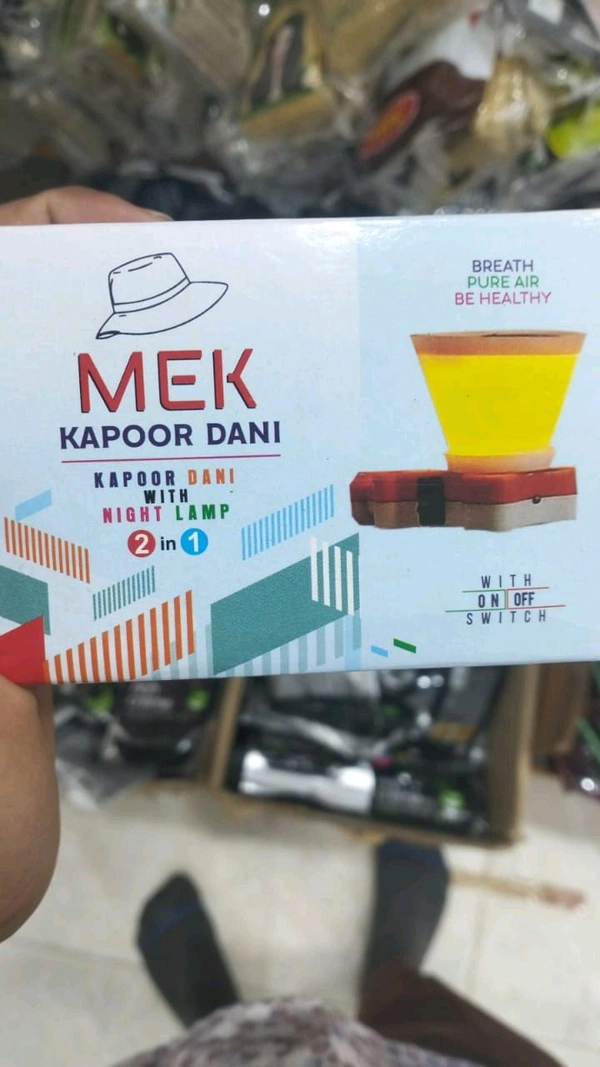 MEK
KAPOOR DANI
KAPOOR DANI
WITH
NIGHT LAMP
2 in 1
BREATH
PURE AIR
BE HEALTHY
WITH
ON OFF
SWITCH